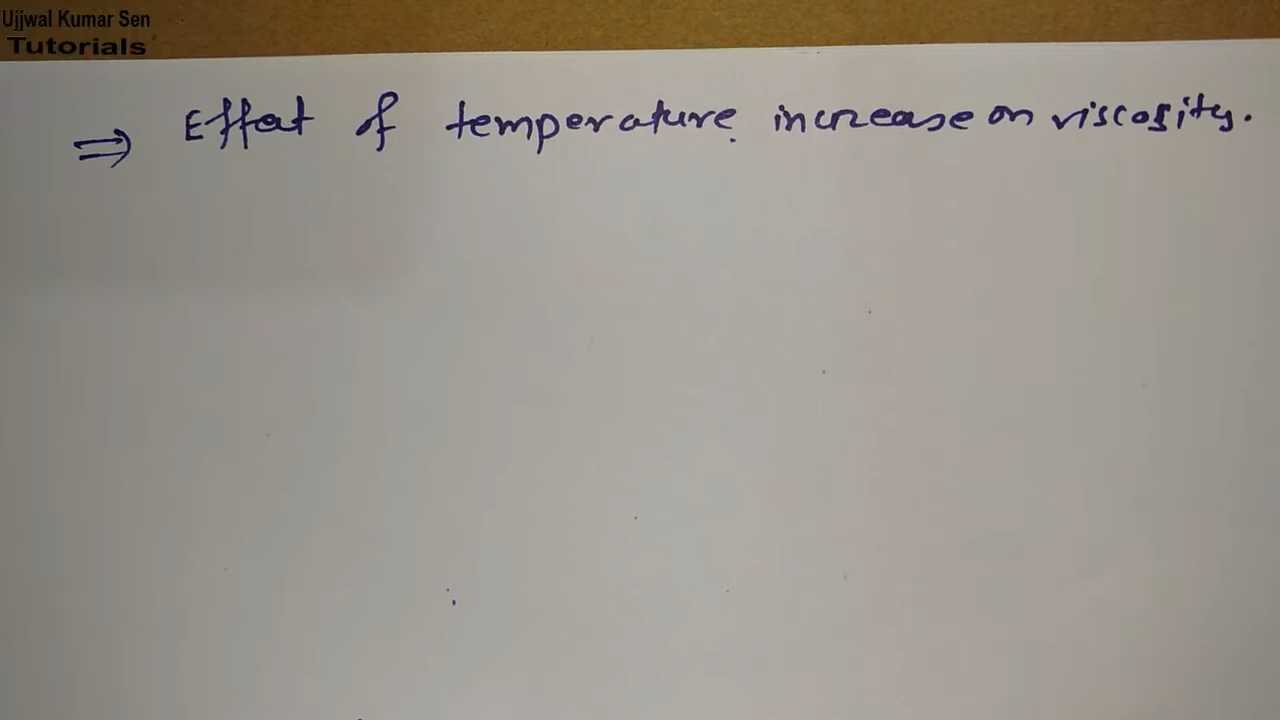 Ujjwal Kumar Sen
Tutorials
⇒ Effect of temperature increase on viscosity.